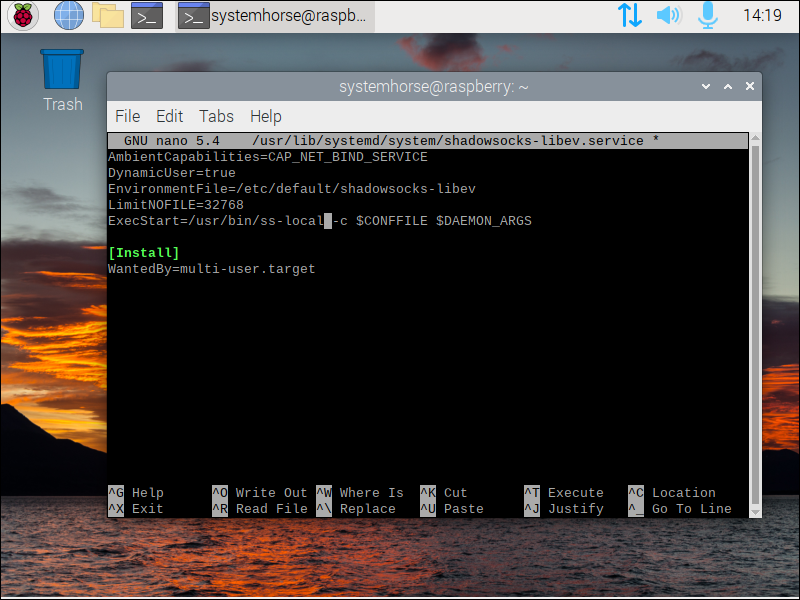 systemhorse@raspb...
14:19
Trash
systemhorse@raspberry: ~
File Edit Tabs Help
GNU nano 5.4 /usr/lib/systemd/system/shadowsocks-libev.service *
AmbientCapabilities=CAP_NET_BIND_SERVICE
DynamicUser=true
EnvironmentFile=/etc/default/shadowsocks-libev
LimitNOFILE=32768
ExecStart=/usr/bin/ss-local -c $CONFFILE $DAEMON_ARGS
[Install]
WantedBy=multi-user.target
^G Help ^O Write Out ^W Where Is ^K Cut ^T Execute ^C Location
^X Exit ^R Read File ^\ Replace ^U Paste ^J Justify ^_ Go To Line